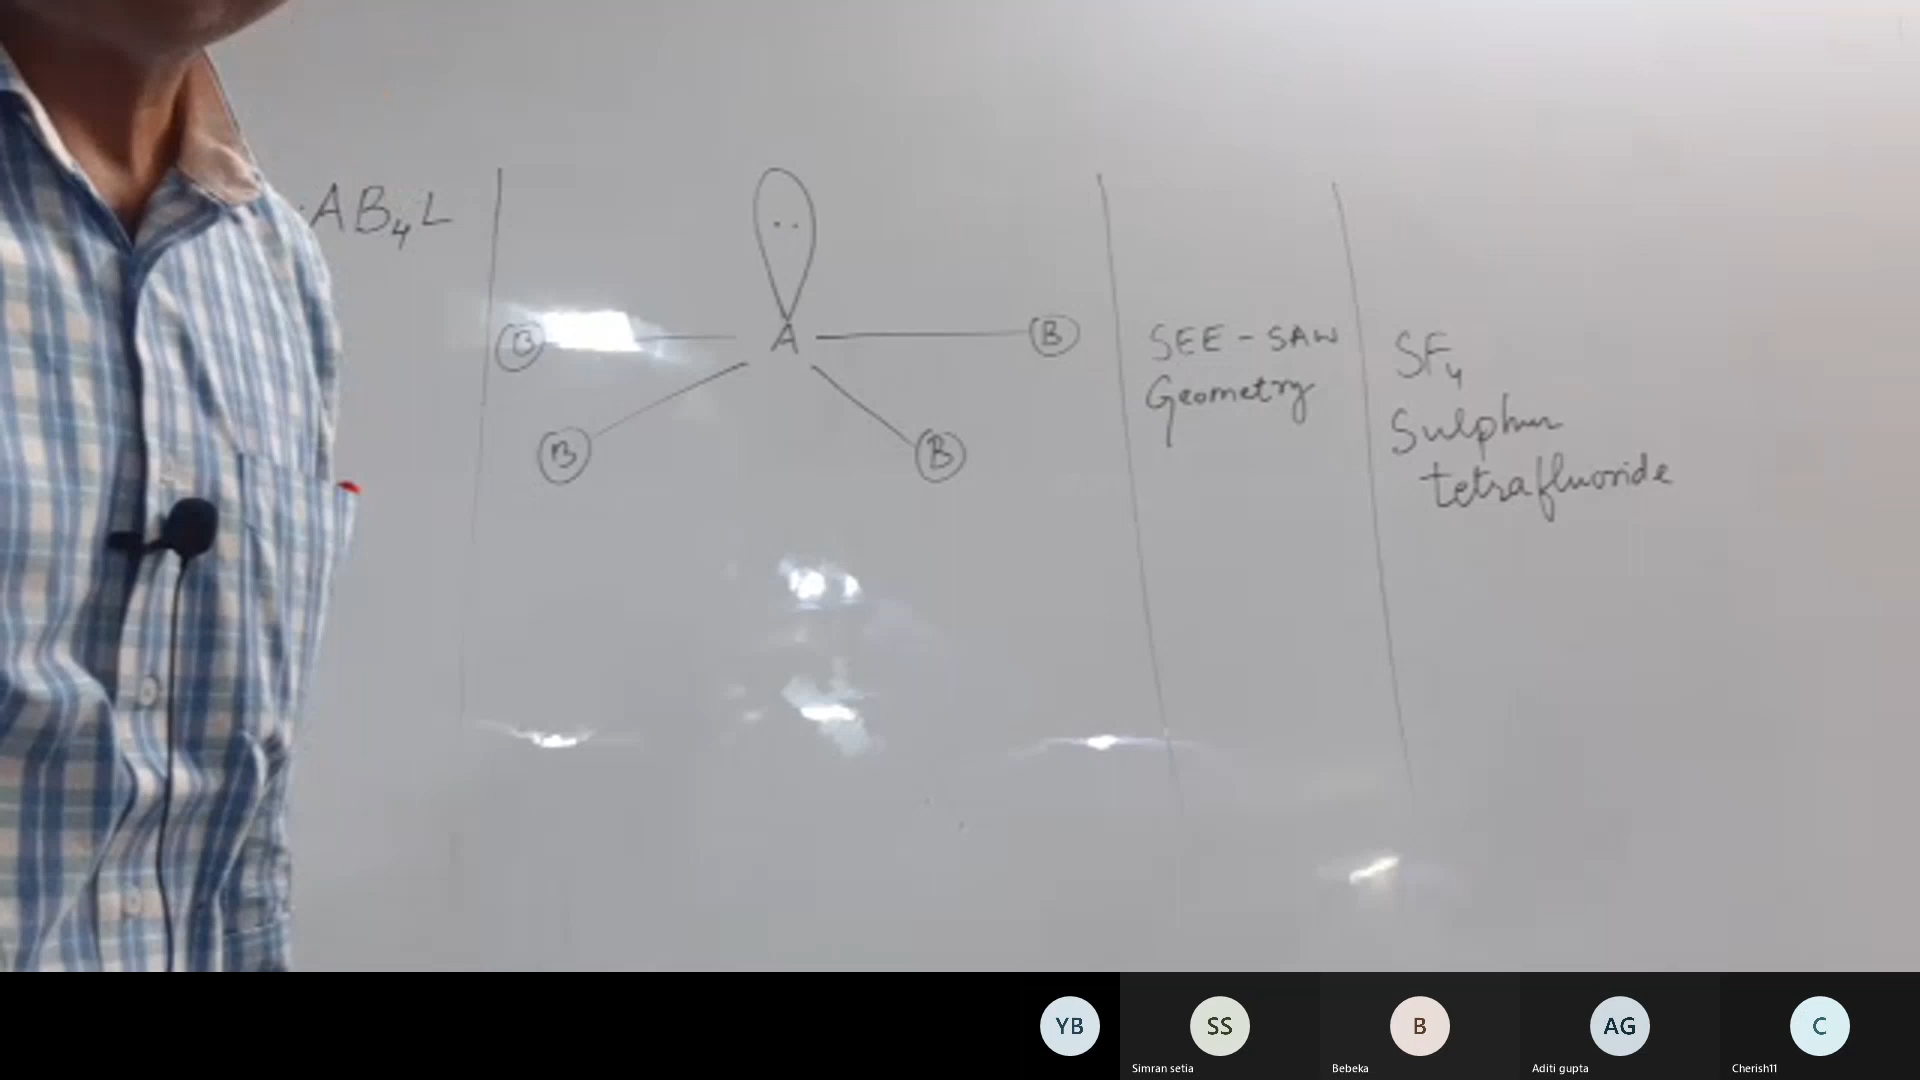 AB₄L
..
B A B
B B
SEE - SAW
Geometry
SF₄
Sulphur
tetrafluoride
YB SS B AG C
Simran setia Bebeka Aditi gupta Cherish11